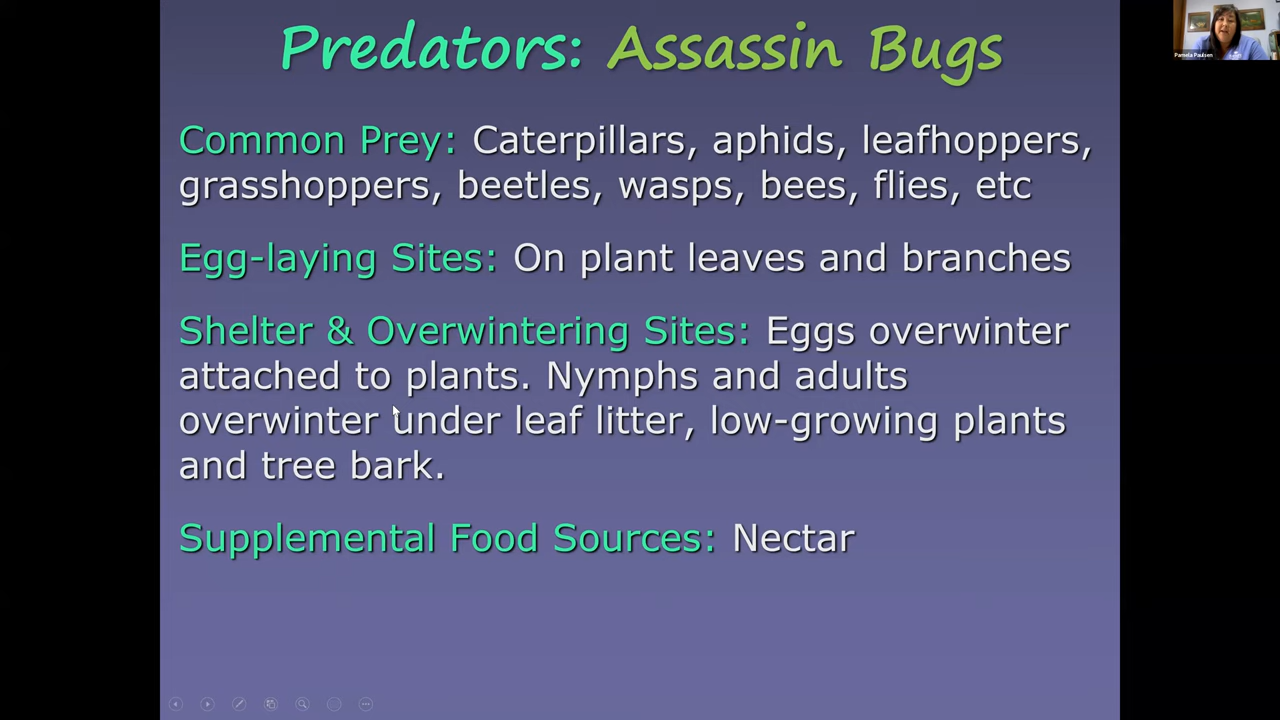 Predators: Assassin Bugs
Common Prey: Caterpillars, aphids, leafhoppers,
grasshoppers, beetles, wasps, bees, flies, etc
Egg-laying Sites: On plant leaves and branches
Shelter & Overwintering Sites: Eggs overwinter
attached to plants. Nymphs and adults
overwinter under leaf litter, low-growing plants
and tree bark.
Supplemental Food Sources: Nectar
Pamela Paulsen